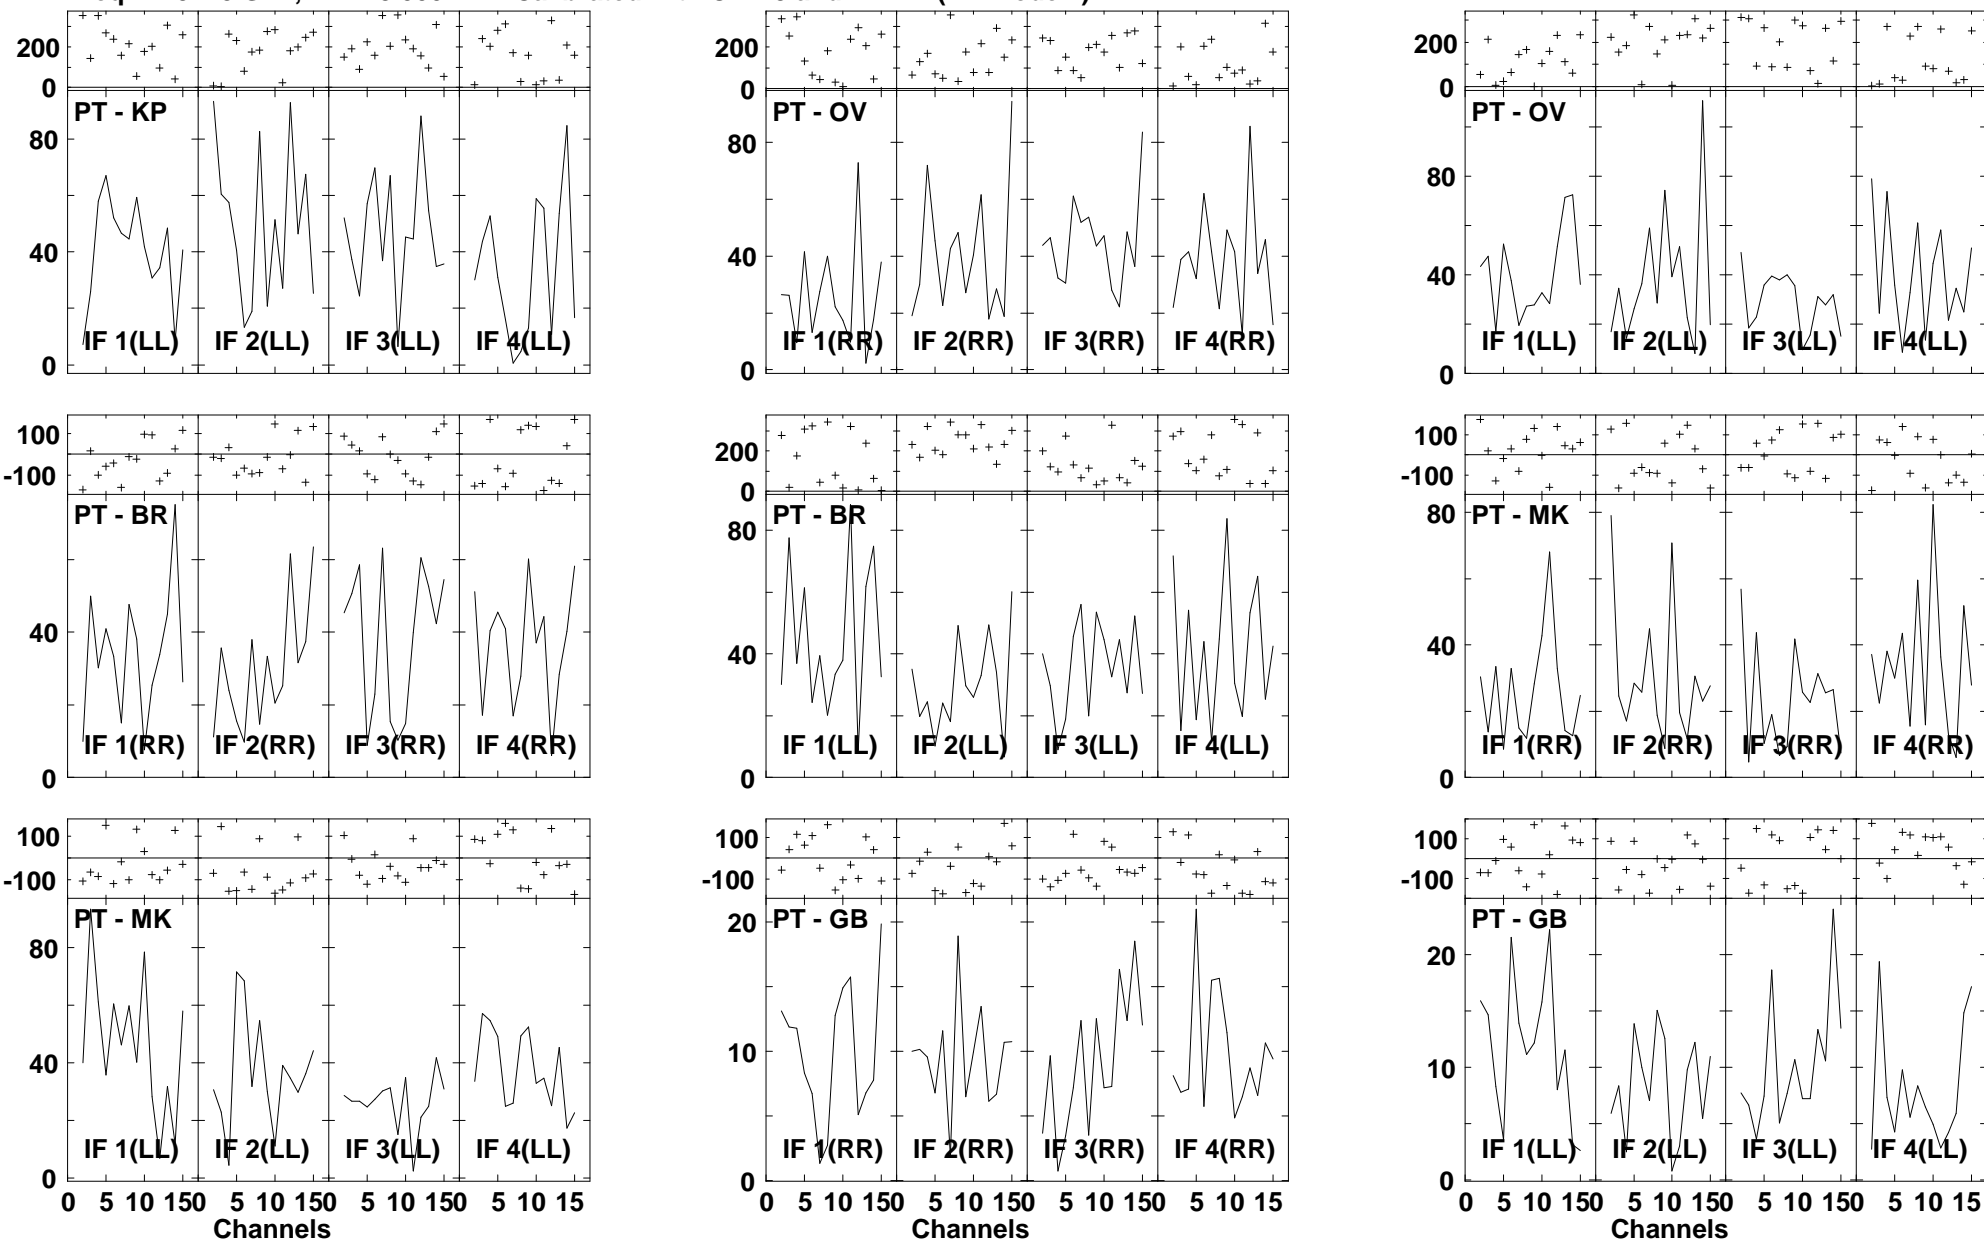 200
0
PT - KP
80
40
0
IF 1(LL) IF 2(LL) IF 3(LL) IF 4(LL)
200
0
PT - OV
80
40
0
IF 1(RR) IF 2(RR) IF 3(RR) IF 4(RR)
200
0
PT - OV
80
40
0
IF 1(LL) IF 2(LL) IF 3(LL) IF 4(LL)
100
-100
PT - BR
40
0
IF 1(RR) IF 2(RR) IF 3(RR) IF 4(RR)
200
0
PT - BR
80
40
0
IF 1(LL) IF 2(LL) IF 3(LL) IF 4(LL)
100
-100
PT - MK
80
40
0
IF 1(RR) IF 2(RR) IF 3(RR) IF 4(RR)
100
-100
PT - MK
80
40
0
IF 1(LL) IF 2(LL) IF 3(LL) IF 4(LL)
0 5 10 150 5 10 150 5 10 150 5 10 15
Channels
100
-100
PT - GB
20
10
0
IF 1(RR) IF 2(RR) IF 3(RR) IF 4(RR)
0 5 10 150 5 10 150 5 10 150 5 10 15
Channels
100
-100
PT - GB
20
10
0
IF 1(LL) IF 2(LL) IF 3(LL) IF 4(LL)
0 5 10 150 5 10 150 5 10 150 5 10 15
Channels